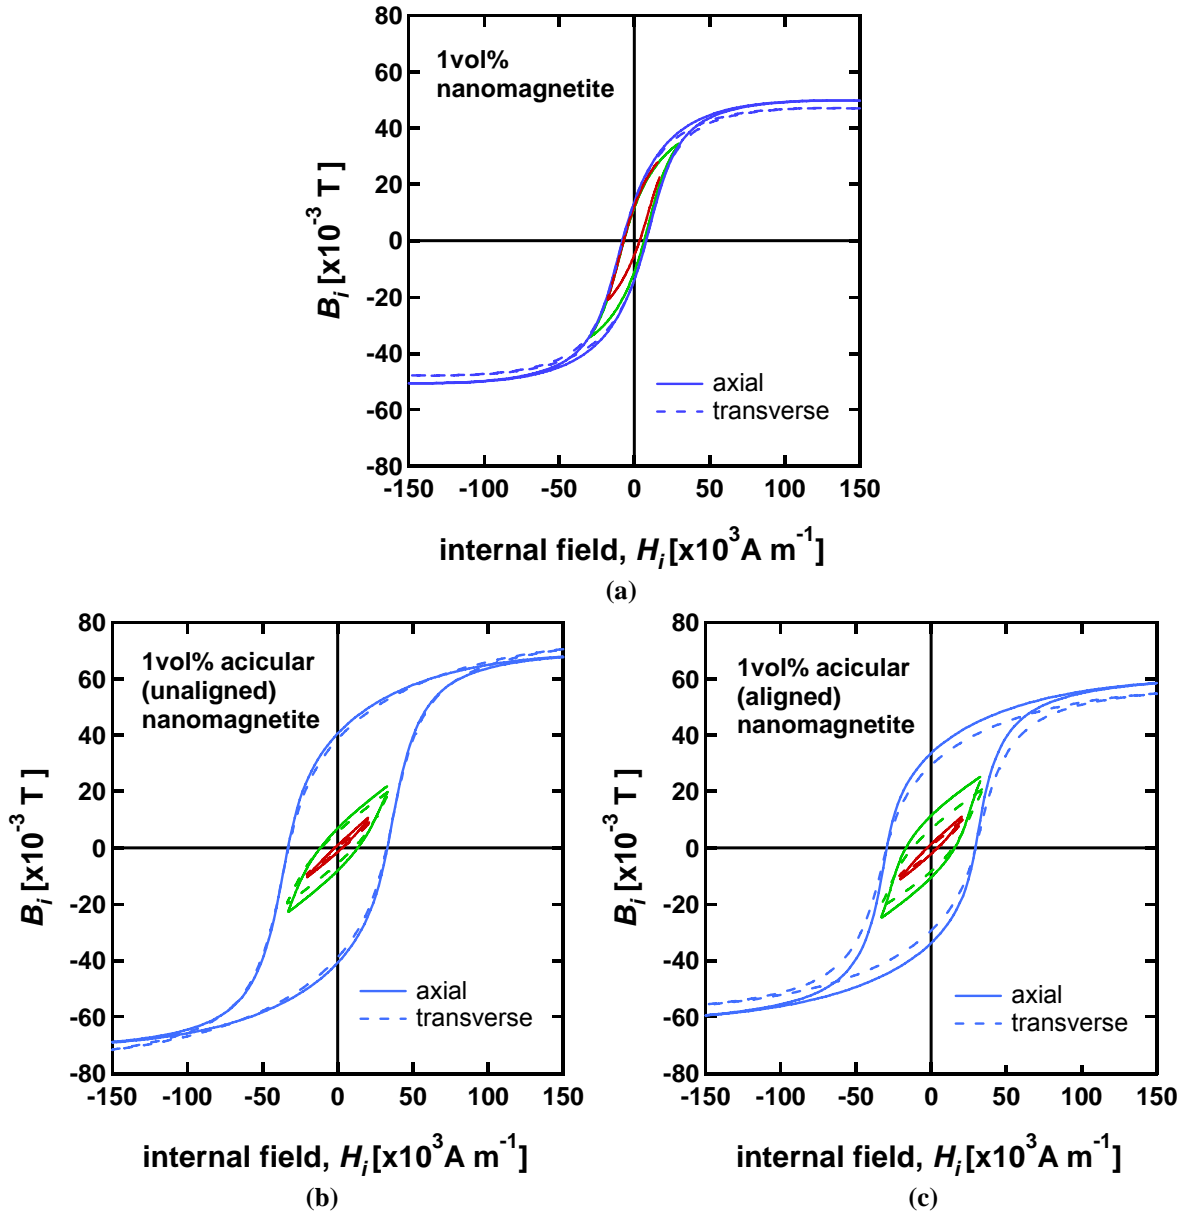 80
60
40
20
0
-20
-40
-60
-80
B_i [x10^-3 T ]
1vol%
nanomagnetite
axial
transverse
-150 -100 -50 0 50 100 150
internal field, H_i [x10^3 A m^-1]
(a)
80
60
40
20
0
-20
-40
-60
-80
B_i [x10^-3 T ]
1vol% acicular
(unaligned)
nanomagnetite
axial
transverse
-150 -100 -50 0 50 100 150
internal field, H_i [x10^3 A m^-1]
(b)
80
60
40
20
0
-20
-40
-60
-80
B_i [x10^-3 T ]
1vol% acicular
(aligned)
nanomagnetite
axial
transverse
-150 -100 -50 0 50 100 150
internal field, H_i [x10^3 A m^-1]
(c)